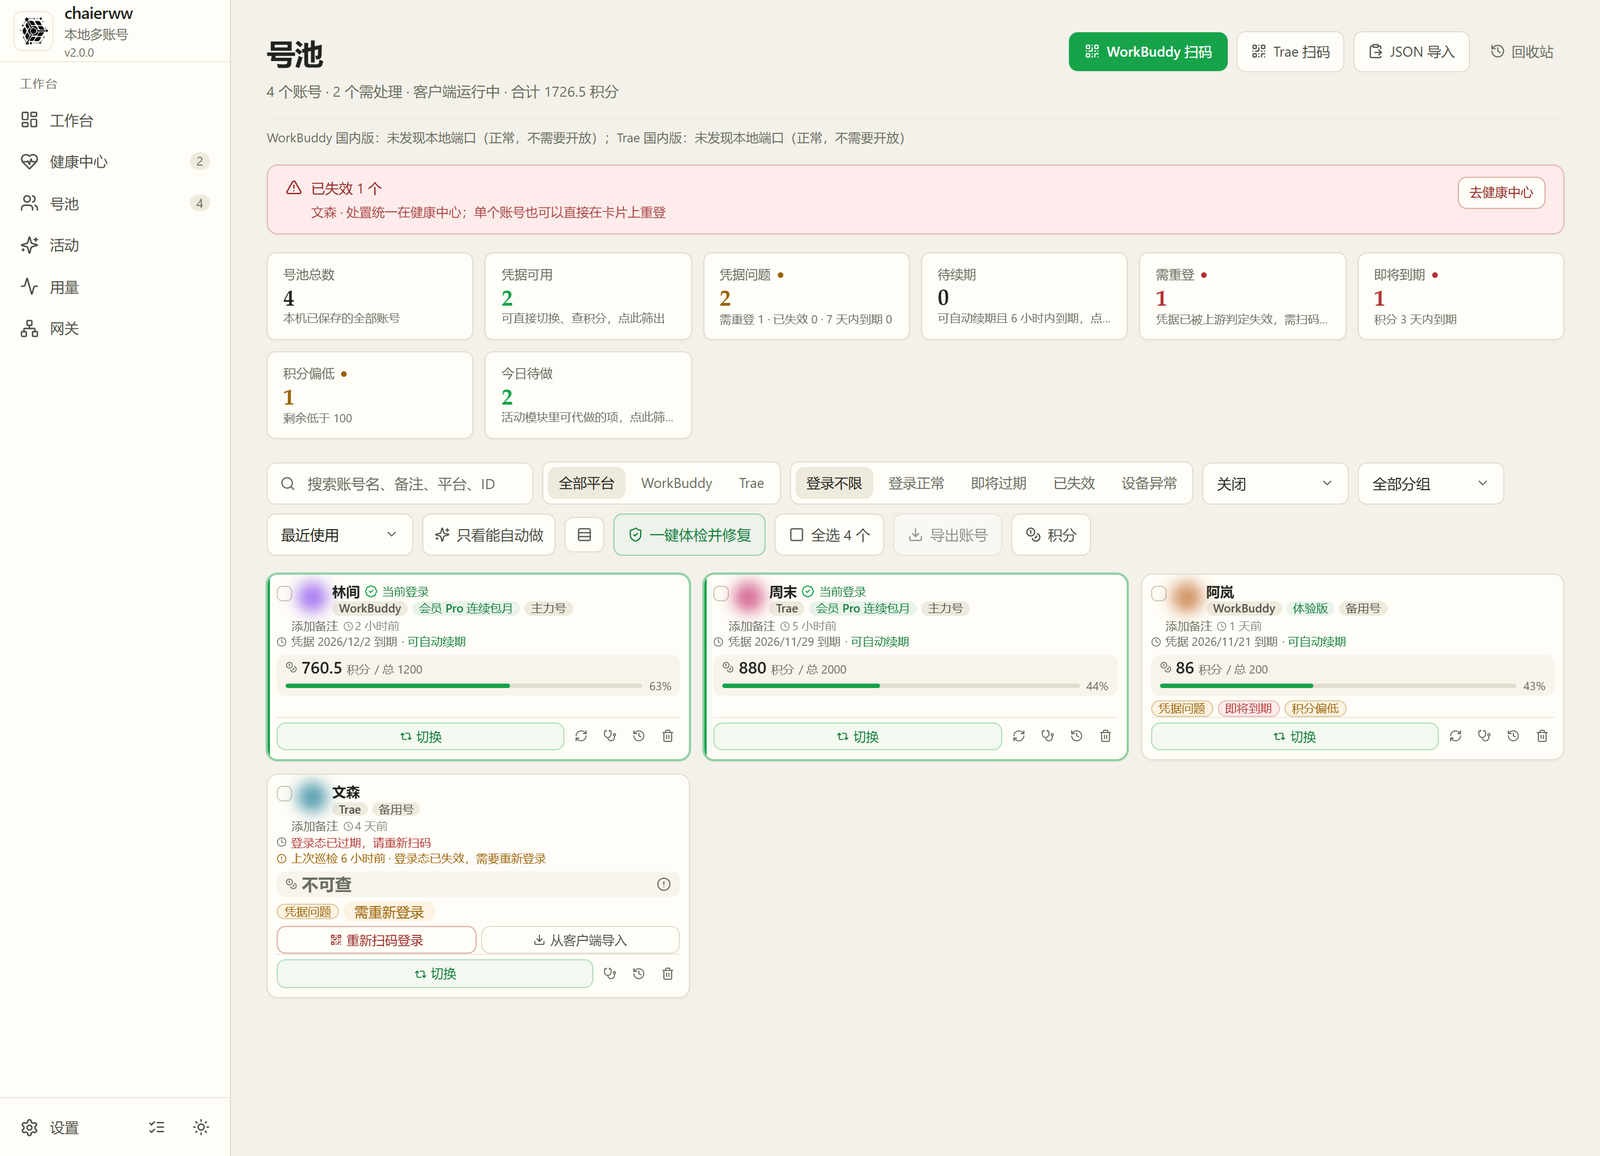 chaierww
本地多账号
v2.0.0
工作台
工作台
健康中心 2
号池 4
活动
用量
网关
设置
号池
WorkBuddy 扫码
Trae 扫码
JSON 导入
回收站
4 个账号 · 2 个需处理 · 客户端运行中 · 合计 1726.5 积分
WorkBuddy 国内版：未发现本地端口（正常，不需要开放）；Trae 国内版：未发现本地端口（正常，不需要开放）
已失效 1 个
文森 · 处置统一在健康中心；单个账号也可以直接在卡片上重登
去健康中心
号池总数
4
本机已保存的全部账号
凭据可用
2
可直接切换、查积分，点此筛出
凭据问题
2
需重登 1 · 已失效 0 · 7 天内到期 0
待续期
0
可自动续期且 6 小时内到期，点...
需重登
1
凭据已被上游判定失效，需扫码...
即将到期
1
积分 3 天内到期
积分偏低
1
剩余低于 100
今日待做
2
活动模块里可代做的项，点此筛...
搜索账号名、备注、平台、ID
全部平台 WorkBuddy Trae
登录不限 登录正常 即将过期 已失效 设备异常
关闭
全部分组
最近使用
只看能自动做
一键体检并修复
全选 4 个
导出账号
积分
林间 当前登录
WorkBuddy 会员 Pro 连续包月 主力号
添加备注 2 小时前
凭据 2026/12/2 到期 · 可自动续期
760.5 积分 / 总 1200
63%
切换
周末 当前登录
Trae 会员 Pro 连续包月 主力号
添加备注 5 小时前
凭据 2026/11/29 到期 · 可自动续期
880 积分 / 总 2000
44%
切换
阿岚
WorkBuddy 体验版 备用号
添加备注 1 天前
凭据 2026/11/21 到期 · 可自动续期
86 积分 / 总 200
43%
凭据问题 即将到期 积分偏低
切换
文森
Trae 备用号
添加备注 4 天前
登录态已过期，请重新扫码
上次巡检 6 小时前 · 登录态已失效，需要重新登录
不可查
凭据问题 需重新登录
重新扫码登录 从客户端导入
切换